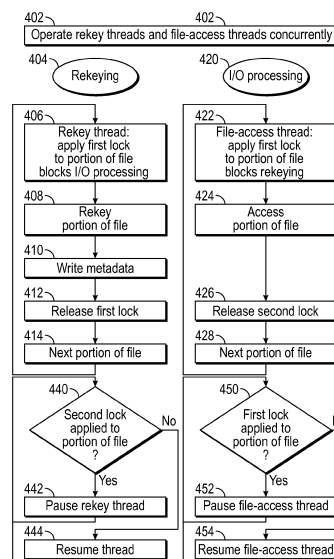 402
402
Operate rekey threads and file-access threads concurrently
404
Rekeying
406
Rekey thread:
apply first lock
to portion of file
blocks I/O processing
408
Rekey
portion of file
410
Write metadata
412
Release first lock
414
Next portion of file
440
Second lock
applied to
portion of file
?
No
Yes
442
Pause rekey thread
444
Resume thread
420
I/O processing
422
File-access thread:
apply first lock
to portion of file
blocks rekeying
424
Access
portion of file
426
Release second lock
428
Next portion of file
450
First lock
applied to
portion of file
?
Yes
452
Pause file-access thread
454
Resume file-access thread